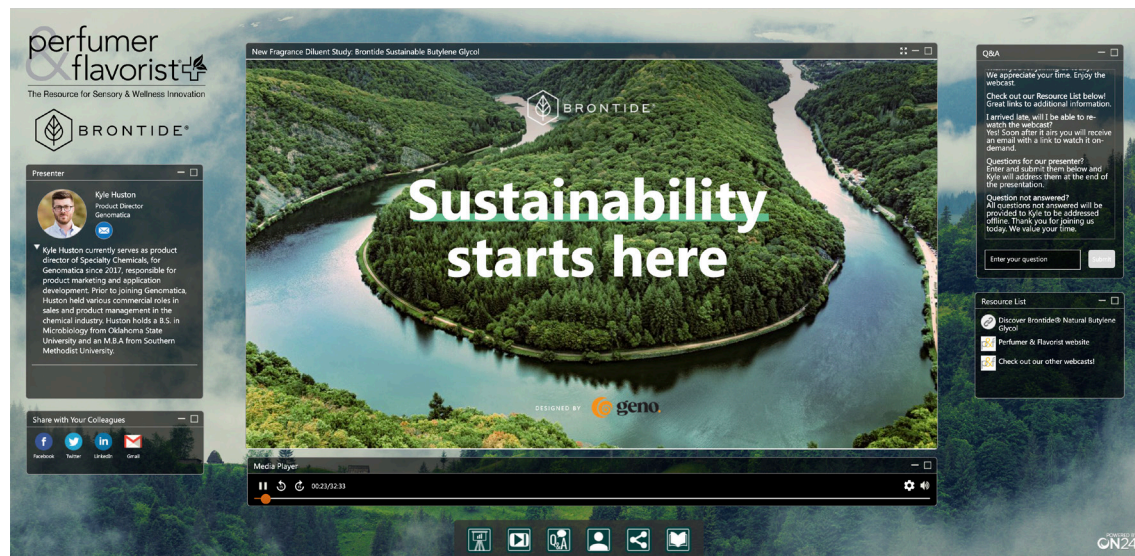 perfumer
&flavorist+
The Resource for Sensory & Wellness Innovation
BRONTIDE®
Presenter
Kyle Huston
Product Director
Genomatica
Kyle Huston currently serves as product
director of Specialty Chemicals, for
Genomatica since 2017, responsible for
product marketing and application
development. Prior to joining Genomatica,
Huston held various commercial roles in
sales and product management in the
chemical industry. Huston holds a B.S. in
Microbiology from Oklahoma State
University and an M.B.A from Southern
Methodist University.
Share with Your Colleagues
Facebook
Twitter
LinkedIn
Gmail
New Fragrance Diluent Study: Brontide Sustainable Butylene Glycol
BRONTIDE
Sustainability
starts here
DESIGNED BY geno.
Media Player
00:23/32:33
Q&A
Q&A
We appreciate your time. Enjoy the
webcast.
Check out our Resource List below!
Great links to additional information.
I arrived late, will I be able to re-
watch the webcast?
Yes! Soon after it airs you will receive
an email with a link to watch it on-
demand.
Questions for our presenter?
Enter and submit them below and
Kyle will address them at the end of
the presentation.
Question not answered?
All questions not answered will be
provided to Kyle to be addressed
offline. Thank you for joining us
today. We value your time.
Enter your question
Submit
Resource List
Discover Brontide® Natural Butylene
Glycol
Perfumer & Flavorist website
Check out our other webcasts!
POWERED BY
ON24